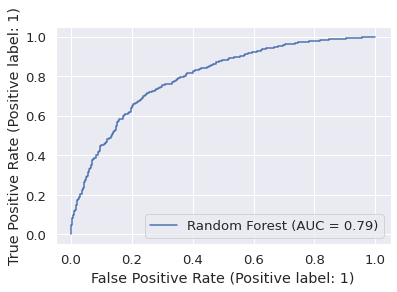 True Positive Rate (Positive label: 1)
1.0
0.8
0.6
0.4
0.2
0.0
Random Forest (AUC = 0.79)
0.0 0.2 0.4 0.6 0.8 1.0
False Positive Rate (Positive label: 1)